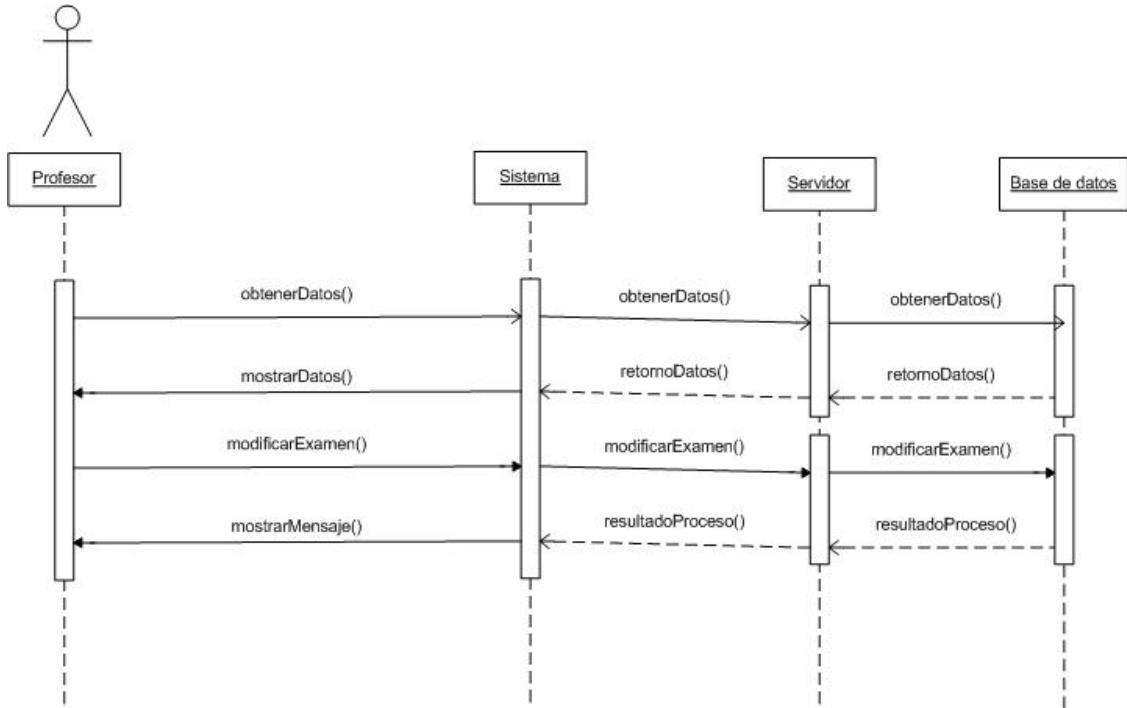 Profesor
Sistema
Servidor
Base de datos
obtenerDatos()
obtenerDatos()
obtenerDatos()
mostrarDatos()
retornoDatos()
retornoDatos()
modificarExamen()
modificarExamen()
modificarExamen()
mostrarMensaje()
resultadoProceso()
resultadoProceso()